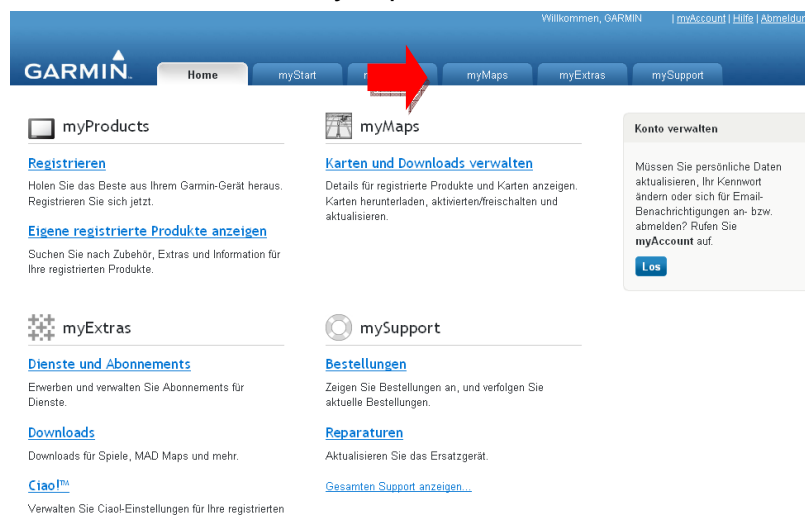 Willkommen, GARMIN | myAccount | Hilfe | Abmeldun
GARMIN
Home myStart myMaps myExtras mySupport
myProducts
Registrieren
Holen Sie das Beste aus Ihrem Garmin-Gerät heraus.
Registrieren Sie sich jetzt.
Eigene registrierte Produkte anzeigen
Suchen Sie nach Zubehör, Extras und Information für
Ihre registrierten Produkte.
myMaps
Karten und Downloads verwalten
Details für registrierte Produkte und Karten anzeigen.
Karten herunterladen, aktivierten/freischalten und
aktualisieren.
Konto verwalten
Müssen Sie persönliche Daten
aktualisieren, Ihr Kennwort
ändern oder sich für Email-
Benachrichtigungen an- bzw.
abmelden? Rufen Sie
myAccount auf.
Los
myExtras
Dienste und Abonnements
Erwerben und verwalten Sie Abonnements für
Dienste.
Downloads
Downloads für Spiele, MAD Maps und mehr.
Ciao!™
Verwalten Sie Ciao!-Einstellungen für Ihre registrierten
mySupport
Bestellungen
Zeigen Sie Bestellungen an, und verfolgen Sie
aktuelle Bestellungen.
Reparaturen
Aktualisieren Sie das Ersatzgerät.
Gesamten Support anzeigen...